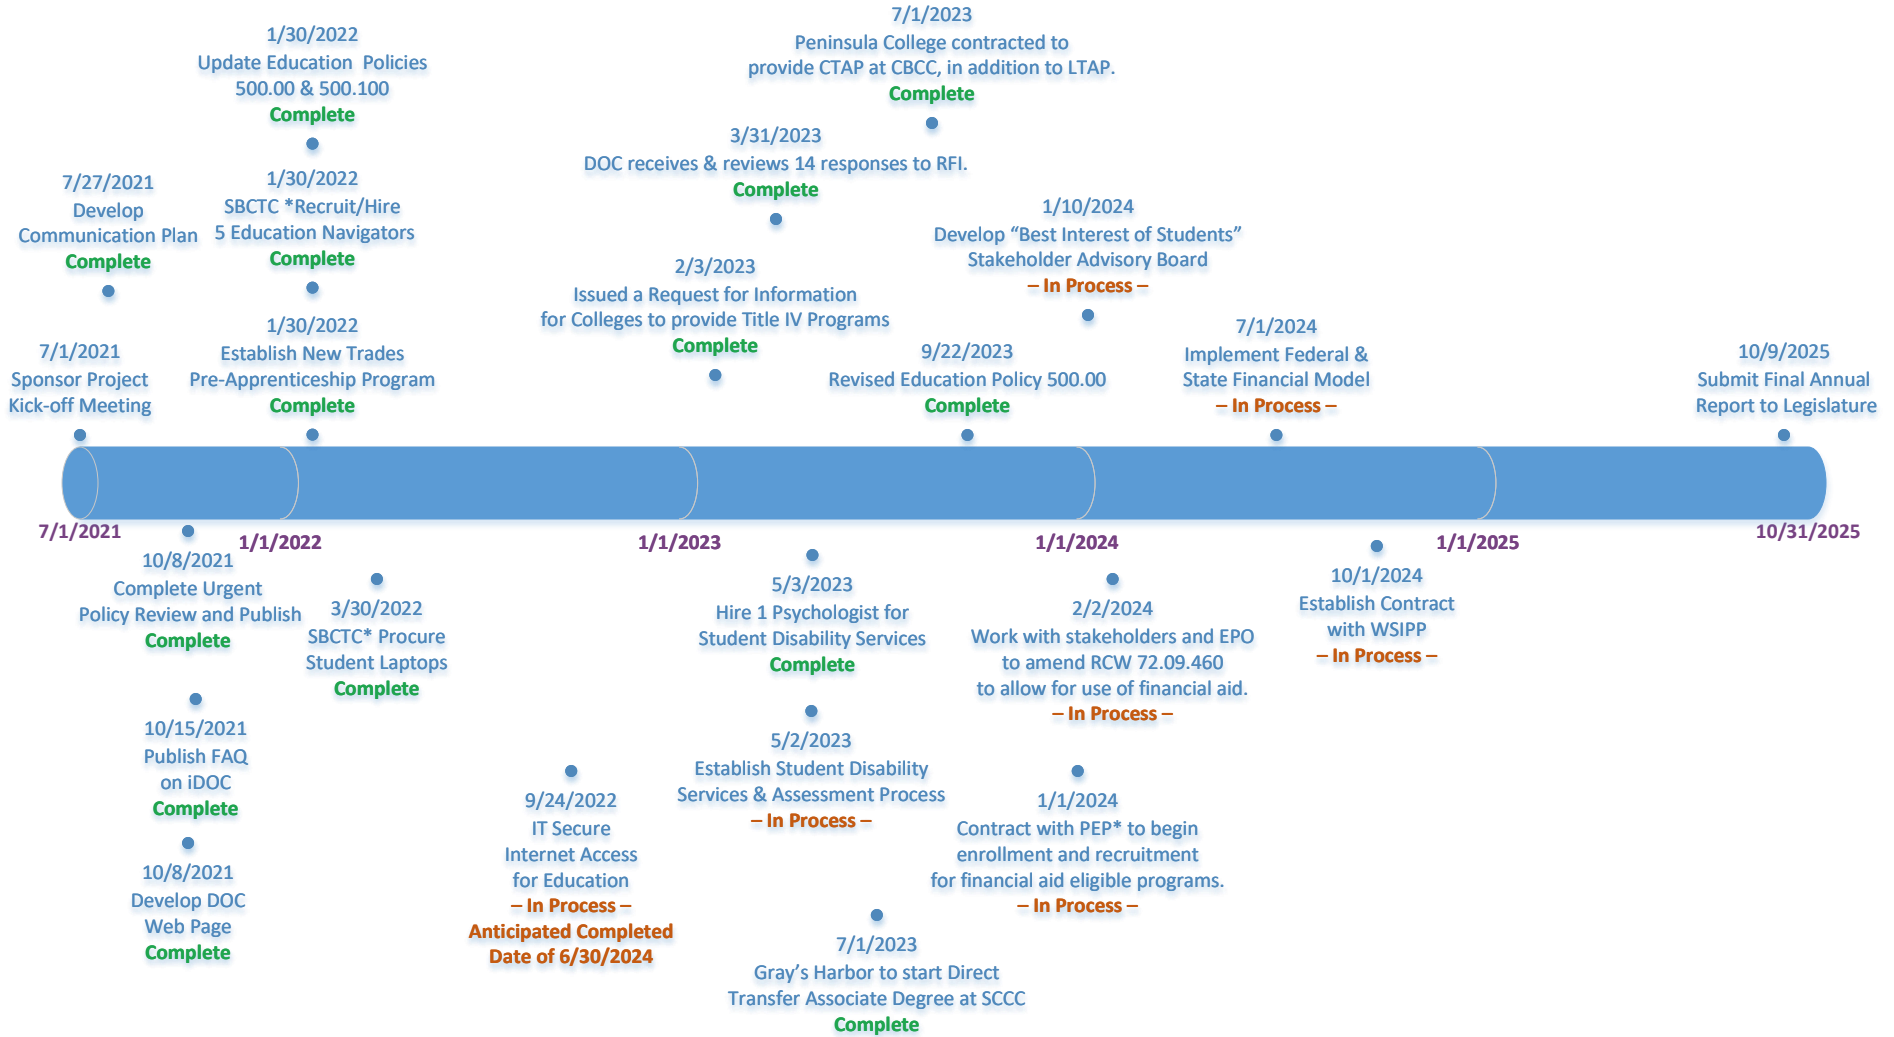 7/1/2021
Sponsor Project
Kick-off Meeting
7/27/2021
Develop
Communication Plan
Complete
1/30/2022
Update Education Policies
500.00 & 500.100
Complete
1/30/2022
SBCTC *Recruit/Hire
5 Education Navigators
Complete
1/30/2022
Establish New Trades
Pre-Apprenticeship Program
Complete
7/1/2023
Peninsula College contracted to
provide CTAP at CBCC, in addition to LTAP.
Complete
3/31/2023
DOC receives & reviews 14 responses to RFI.
Complete
2/3/2023
Issued a Request for Information
for Colleges to provide Title IV Programs
Complete
9/22/2023
Revised Education Policy 500.00
Complete
1/10/2024
Develop “Best Interest of Students”
Stakeholder Advisory Board
– In Process –
7/1/2024
Implement Federal &
State Financial Model
– In Process –
10/9/2025
Submit Final Annual
Report to Legislature
7/1/2021
1/1/2022
1/1/2023
1/1/2024
1/1/2025
10/31/2025
10/8/2021
Complete Urgent
Policy Review and Publish
Complete
10/15/2021
Publish FAQ
on iDOC
Complete
10/8/2021
Develop DOC
Web Page
Complete
3/30/2022
SBCTC* Procure
Student Laptops
Complete
9/24/2022
IT Secure
Internet Access
for Education
– In Process –
Anticipated Completed
Date of 6/30/2024
5/3/2023
Hire 1 Psychologist for
Student Disability Services
Complete
5/2/2023
Establish Student Disability
Services & Assessment Process
– In Process –
7/1/2023
Gray’s Harbor to start Direct
Transfer Associate Degree at SCCC
Complete
2/2/2024
Work with stakeholders and EPO
to amend RCW 72.09.460
to allow for use of financial aid.
– In Process –
1/1/2024
Contract with PEP* to begin
enrollment and recruitment
for financial aid eligible programs.
– In Process –
10/1/2024
Establish Contract
with WSIPP
– In Process –